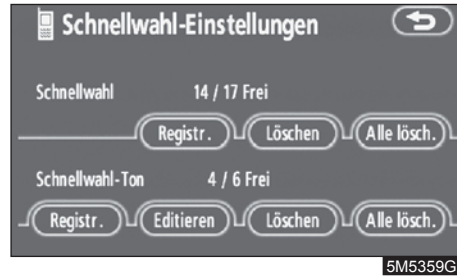 Schnellwahl-Einstellungen
Schnellwahl 14 / 17 Frei
Registr. Löschen Alle lösch.
Schnellwahl-Ton 4 / 6 Frei
Registr. Editieren Löschen Alle lösch.
5M5359G